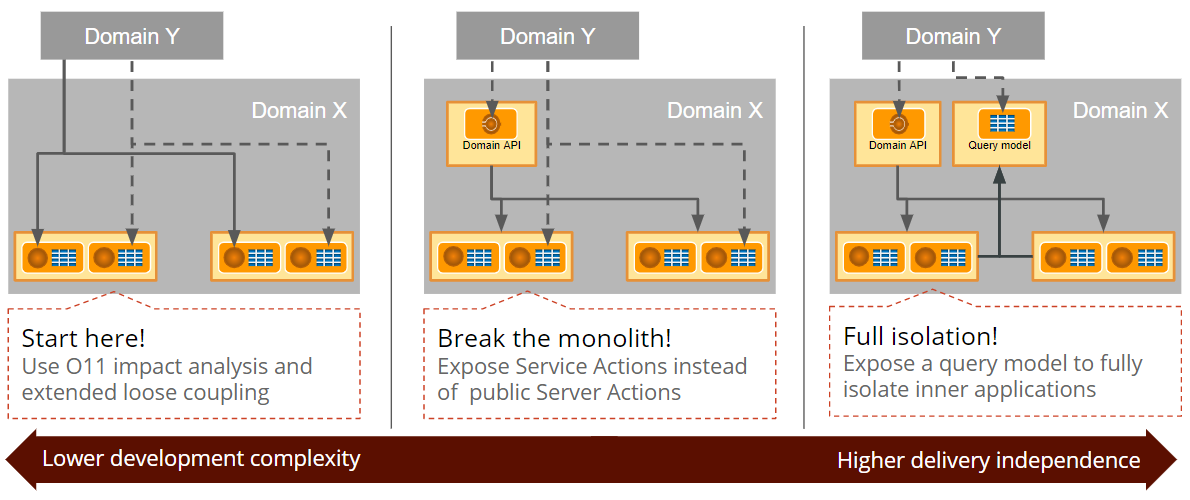 Domain Y
Domain X
Start here!
Use O11 impact analysis and
extended loose coupling
Domain Y
Domain X
Domain API
Break the monolith!
Expose Service Actions instead
of public Server Actions
Domain Y
Domain X
Domain API
Query model
Full isolation!
Expose a query model to fully
isolate inner applications
Lower development complexity
Higher delivery independence